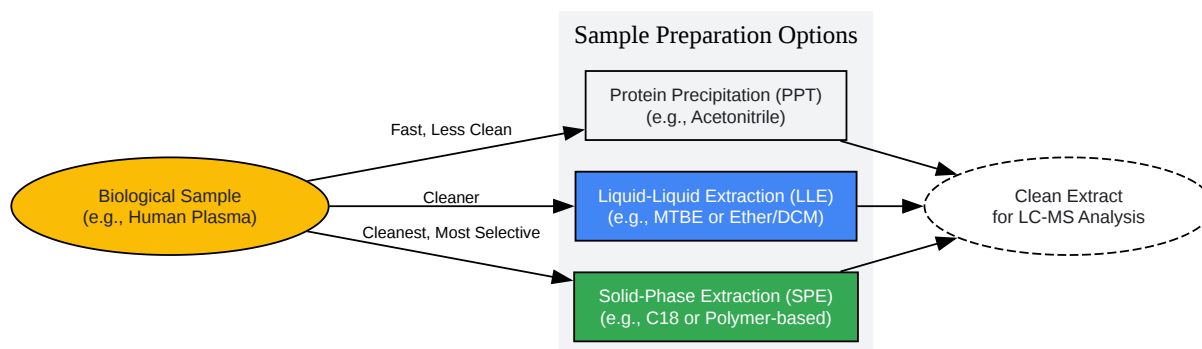 Sample Preparation Options
Protein Precipitation (PPT)
(e.g., Acetonitrile)
Fast, Less Clean
Biological Sample
(e.g., Human Plasma)
Cleaner
Liquid-Liquid Extraction (LLE)
(e.g., MTBE or Ether/DCM)
Clean Extract
for LC-MS Analysis
Cleanest, Most Selective
Solid-Phase Extraction (SPE)
(e.g., C18 or Polymer-based)